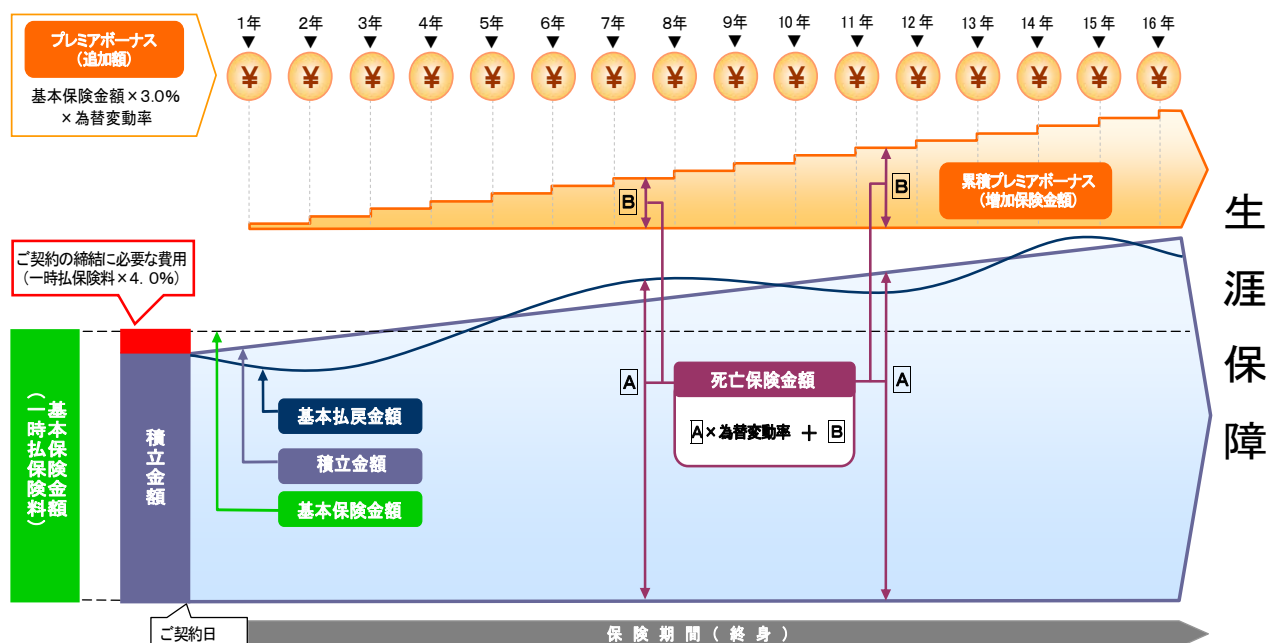 プレミアボーナス
（追加額）
基本保険金額×3.0%
×為替変動率
1年 2年 3年 4年 5年 6年 7年 8年 9年 10年 11年 12年 13年 14年 15年 16年
¥ ¥ ¥ ¥ ¥ ¥ ¥ ¥ ¥ ¥ ¥ ¥ ¥ ¥ ¥ ¥
B
B
累積プレミアボーナス
（増加保険金額）
生涯保障
ご契約の締結に必要な費用
（一時払保険料×4．0%）
基本保険金額
（一時払保険料）
積立金額
基本払戻金額
積立金額
基本保険金額
A
死亡保険金額
A×為替変動率 ＋ B
A
ご契約日
保険期間（終身）